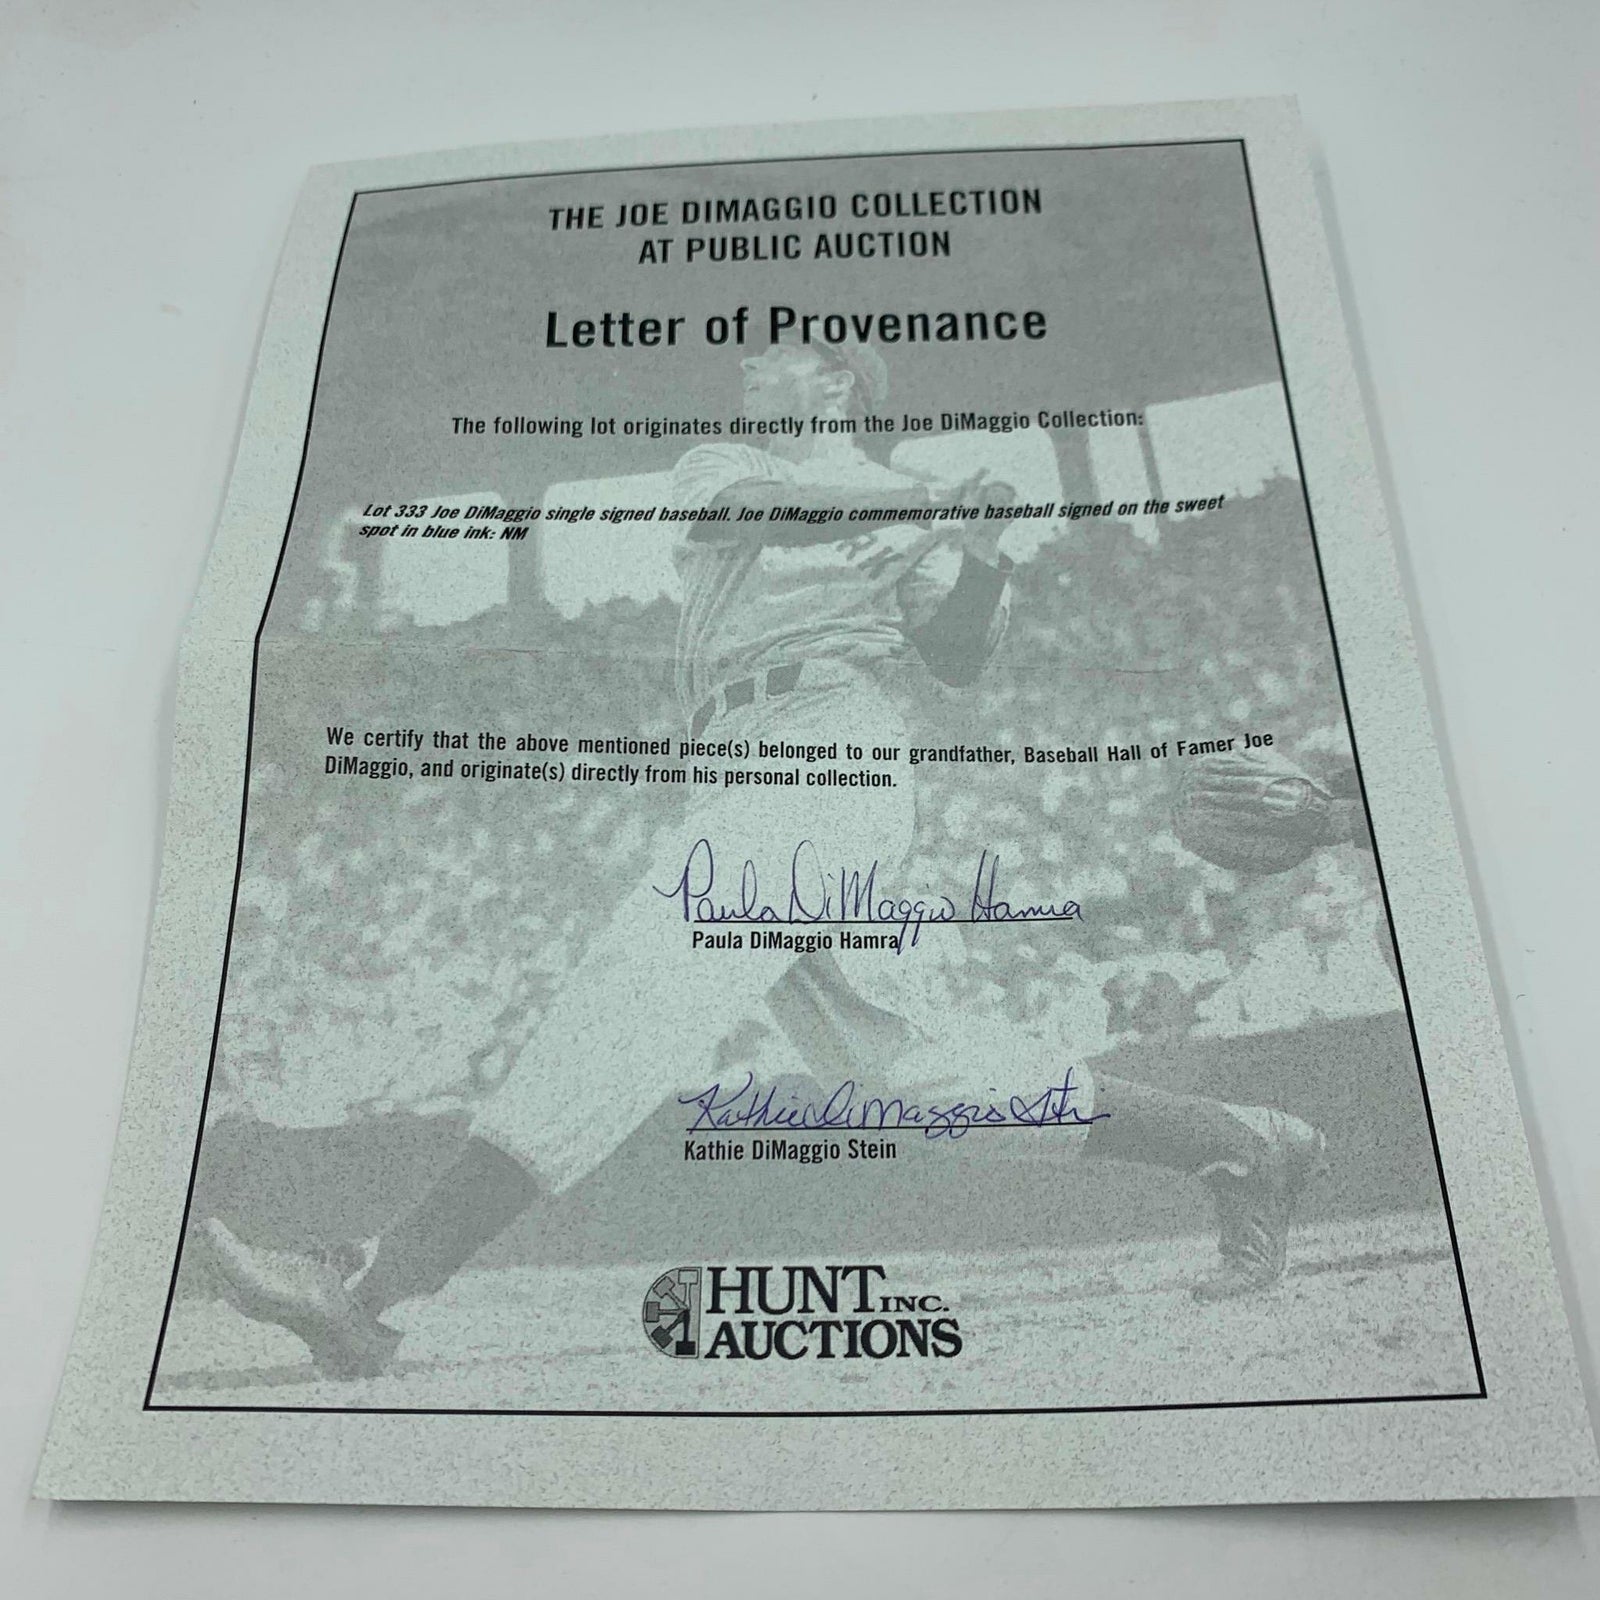 THE JOE DIMAGGIO COLLECTION
AT PUBLIC AUCTION
Letter of Provenance
The following lot originates directly from the Joe DiMaggio Collection:
Lot 333 Joe DiMaggio single signed baseball. Joe DiMaggio commemorative baseball signed on the sweet
spot in blue ink: NM
We certify that the above mentioned piece(s) belonged to our grandfather, Baseball Hall of Famer Joe
DiMaggio, and originate(s) directly from his personal collection.
Paula DiMaggio Hamra
Paula DiMaggio Hamra
Kathie DiMaggio Stein
Kathie DiMaggio Stein
HUNT INC.
AUCTIONS